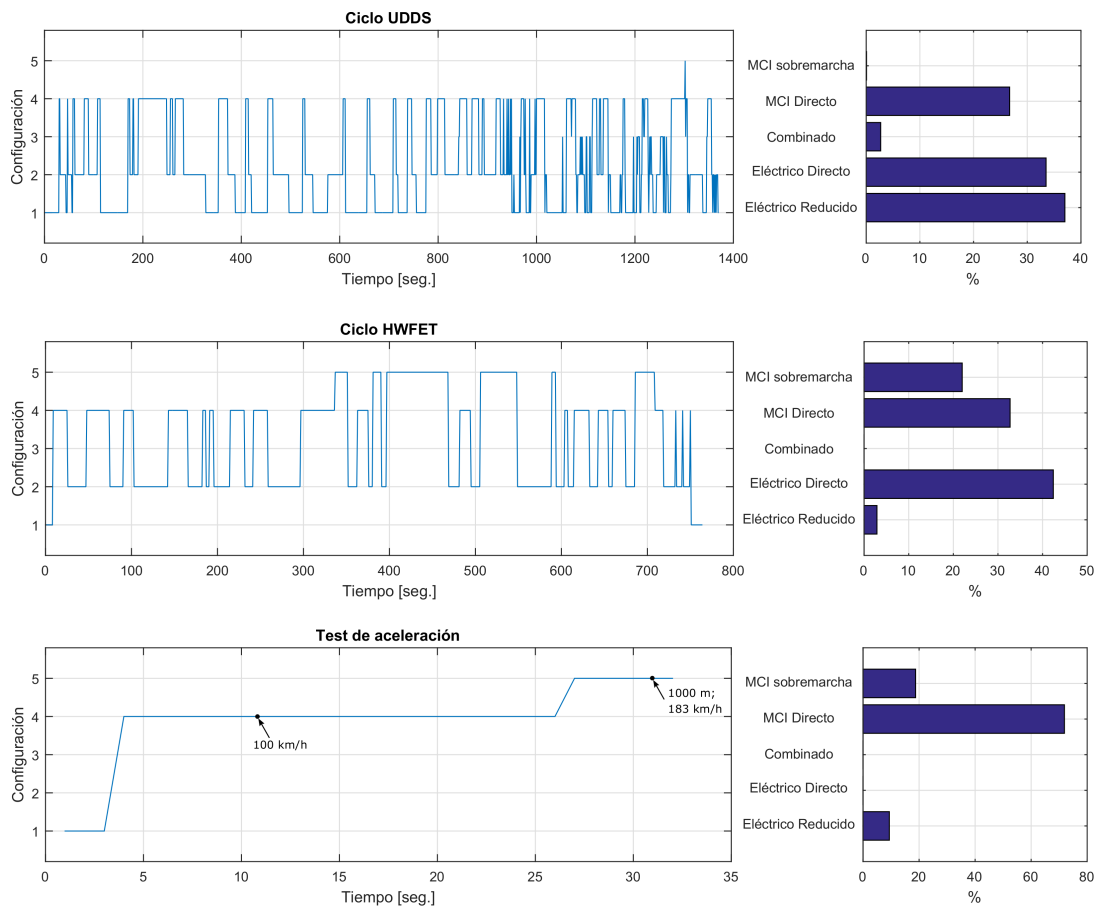 Ciclo UDDS
Configuración
5
4
3
2
1
0 200 400 600 800 1000 1200 1400
Tiempo [seg.]
MCI sobremarcha
MCI Directo
Combinado
Eléctrico Directo
Eléctrico Reducido
0 10 20 30 40
%
Ciclo HWFET
Configuración
5
4
3
2
1
0 100 200 300 400 500 600 700 800
Tiempo [seg.]
MCI sobremarcha
MCI Directo
Combinado
Eléctrico Directo
Eléctrico Reducido
0 10 20 30 40 50
%
Test de aceleración
Configuración
5
4
3
2
1
100 km/h
1000 m;
183 km/h
0 5 10 15 20 25 30 35
Tiempo [seg.]
MCI sobremarcha
MCI Directo
Combinado
Eléctrico Directo
Eléctrico Reducido
0 20 40 60 80
%